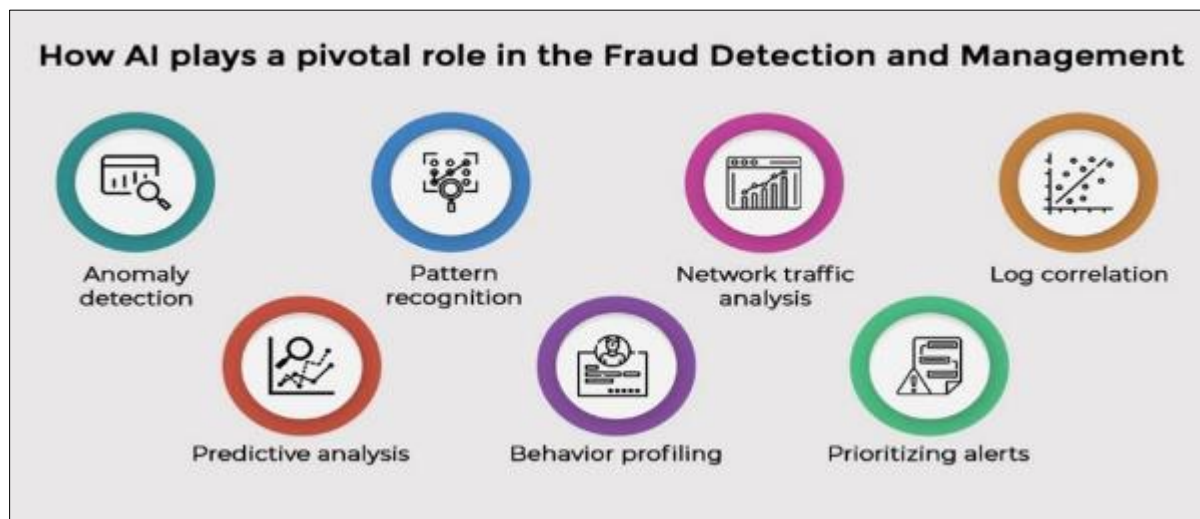 How AI plays a pivotal role in the Fraud Detection and Management
Anomaly
detection
Pattern
recognition
Network traffic
analysis
Log correlation
Predictive analysis
Behavior profiling
Prioritizing alerts